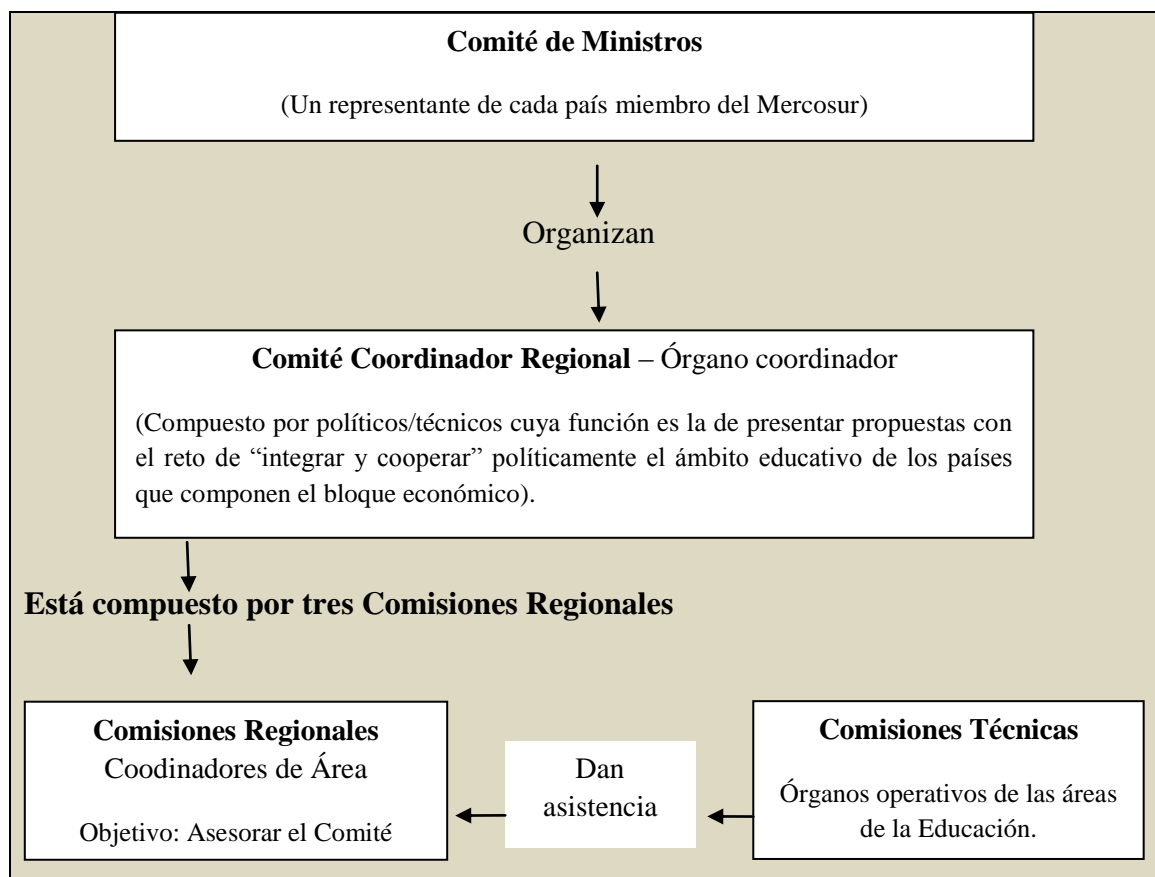 Comité de Ministros
(Un representante de cada país miembro del Mercosur)
Organizan
Comité Coordinador Regional – Órgano coordinador
(Compuesto por políticos/técnicos cuya función es la de presentar propuestas con
el reto de “integrar y cooperar” políticamente el ámbito educativo de los países
que componen el bloque económico).
Está compuesto por tres Comisiones Regionales
Comisiones Regionales
Coodinadores de Área
Objetivo: Asesorar el Comité
Dan
asistencia
Comisiones Técnicas
Órganos operativos de las áreas
de la Educación.